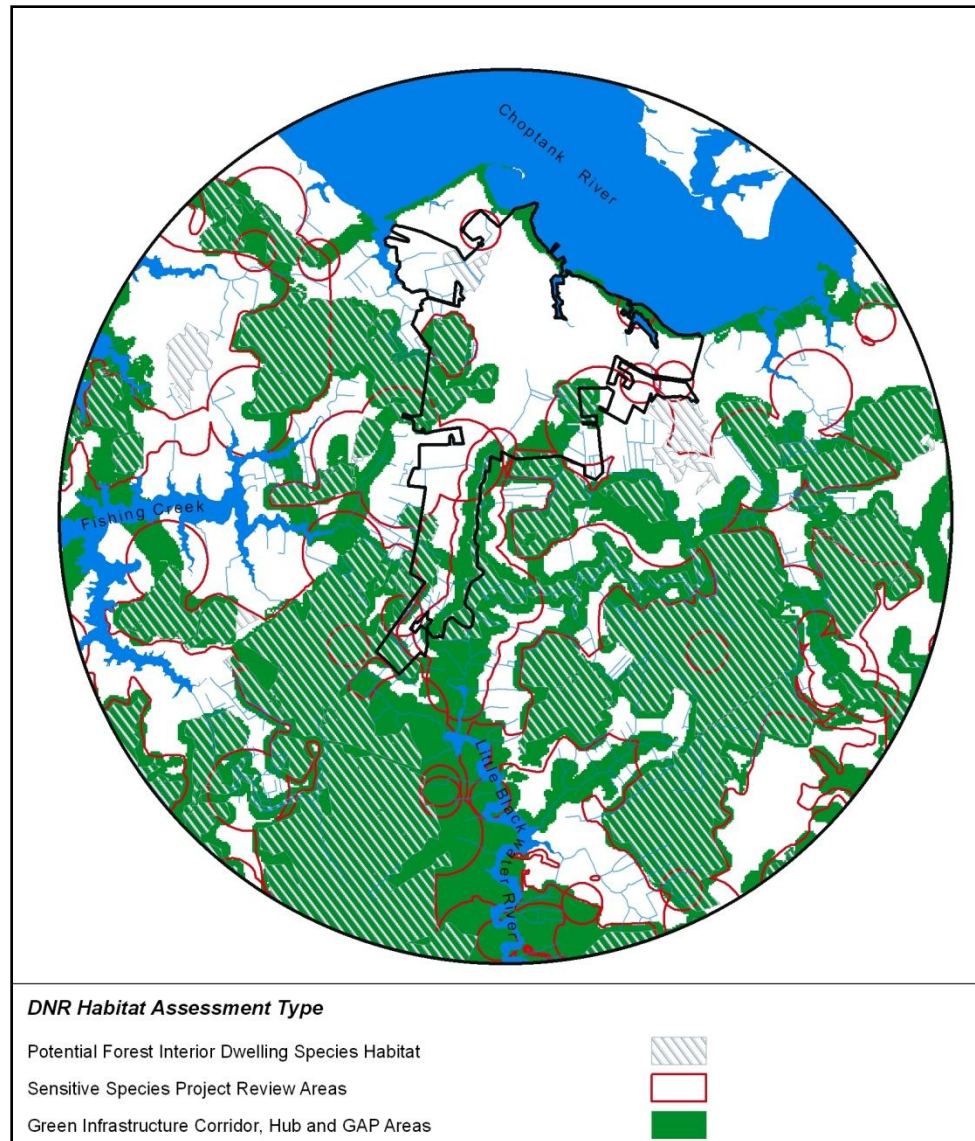 Choptank River
Fishing Creek
Little Blackwater River
DNR Habitat Assessment Type
Potential Forest Interior Dwelling Species Habitat
Sensitive Species Project Review Areas
Green Infrastructure Corridor, Hub and GAP Areas